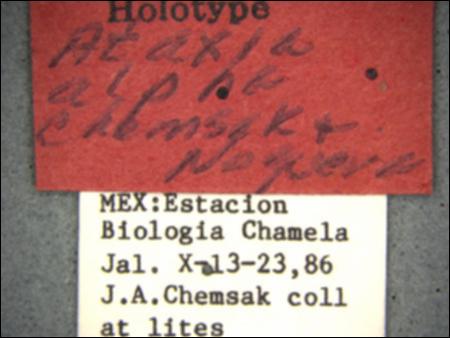 Holotype
Ataxia
alpha
Chemsak &
Noguera
MEX:Estacion
Biologia Chamela
Jal. X-13-23,86
J.A.Chemsak coll
at lites